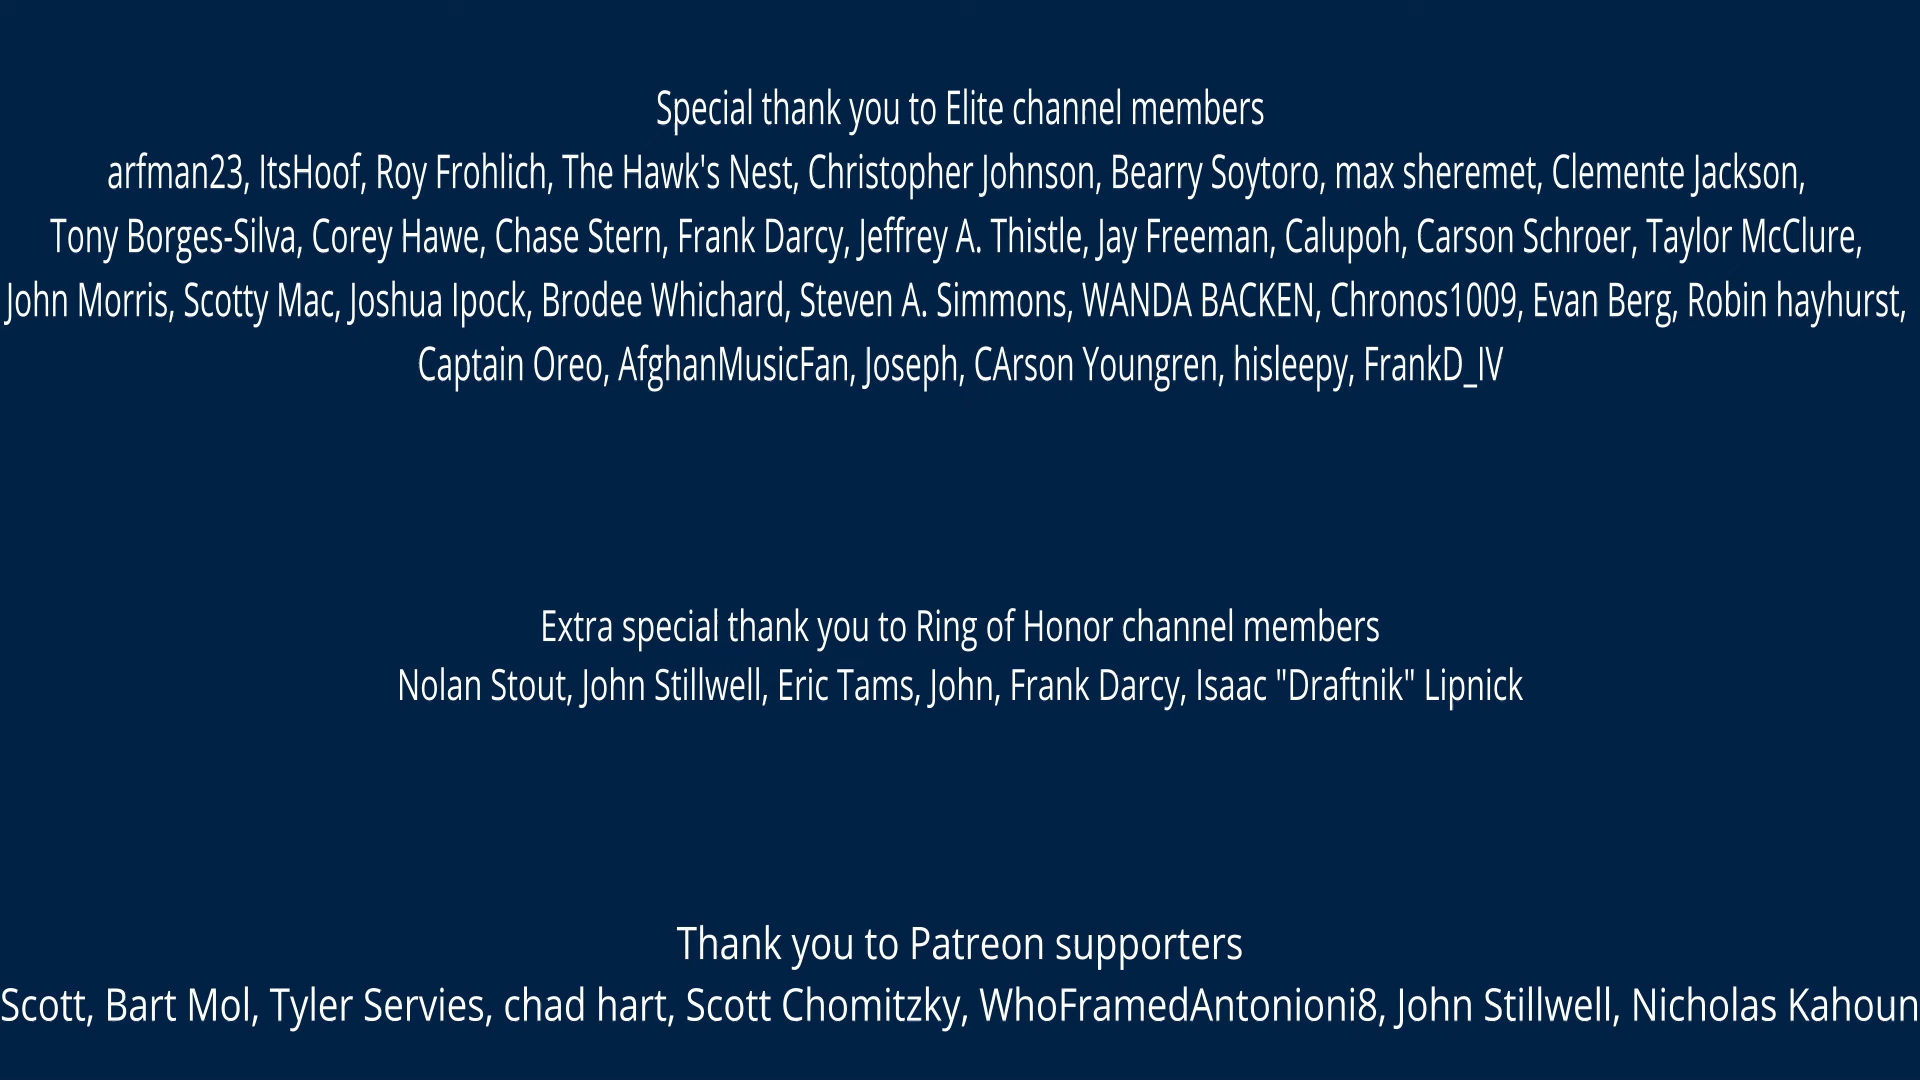 Special thank you to Elite channel members
arfman23, ItsHoof, Roy Frohlich, The Hawk's Nest, Christopher Johnson, Bearry Soytoro, max sheremet, Clemente Jackson,
Tony Borges-Silva, Corey Hawe, Chase Stern, Frank Darcy, Jeffrey A. Thistle, Jay Freeman, Calupoh, Carson Schroer, Taylor McClure,
John Morris, Scotty Mac, Joshua Ipock, Brodee Whichard, Steven A. Simmons, WANDA BACKEN, Chronos1009, Evan Berg, Robin hayhurst,
Captain Oreo, AfghanMusicFan, Joseph, CArson Youngren, hisleepy, FrankD_IV
Extra special thank you to Ring of Honor channel members
Nolan Stout, John Stillwell, Eric Tams, John, Frank Darcy, Isaac "Draftnik" Lipnick
Thank you to Patreon supporters
Scott, Bart Mol, Tyler Servies, chad hart, Scott Chomitzky, WhoFramedAntonioni8, John Stillwell, Nicholas Kahoun